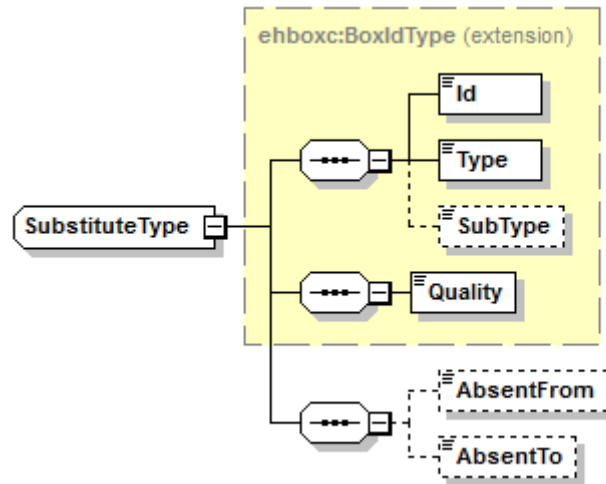 ehboxc:BoxIdType (extension)
Id
Type
SubstituteType
SubType
Quality
AbsentFrom
AbsentTo